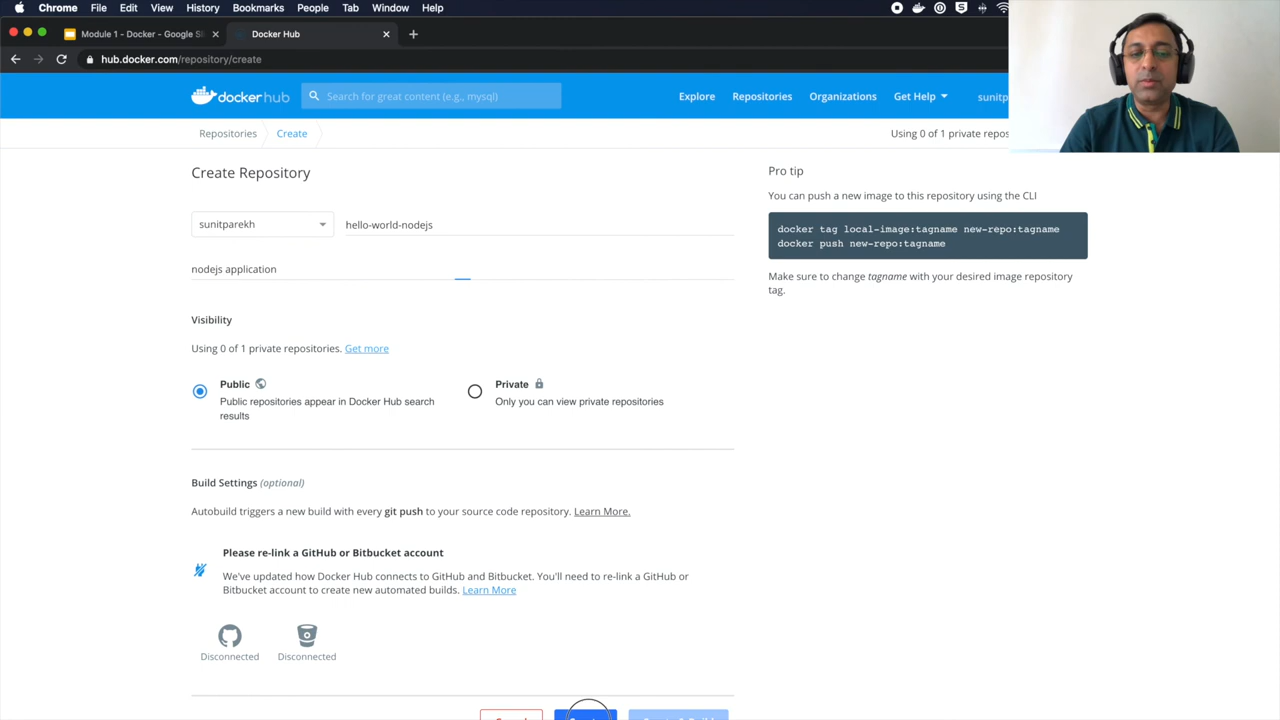 Chrome File Edit View History Bookmarks People Tab Window Help
Module 1 - Docker - Google Sl
Docker Hub
hub.docker.com/repository/create
dockerhub
Search for great content (e.g., mysql)
Explore Repositories Organizations Get Help sunitp
Repositories Create
Using 0 of 1 private repos
Create Repository
sunitparekh
hello-world-nodejs
nodejs application
Visibility
Using 0 of 1 private repositories. Get more
Public
Public repositories appear in Docker Hub search
results
Private
Only you can view private repositories
Build Settings (optional)
Autobuild triggers a new build with every git push to your source code repository. Learn More.
Please re-link a GitHub or Bitbucket account
We've updated how Docker Hub connects to GitHub and Bitbucket. You'll need to re-link a GitHub or
Bitbucket account to create new automated builds. Learn More
Disconnected Disconnected
Pro tip
You can push a new image to this repository using the CLI
docker tag local-image:tagname new-repo:tagname
docker push new-repo:tagname
Make sure to change tagname with your desired image repository
tag.